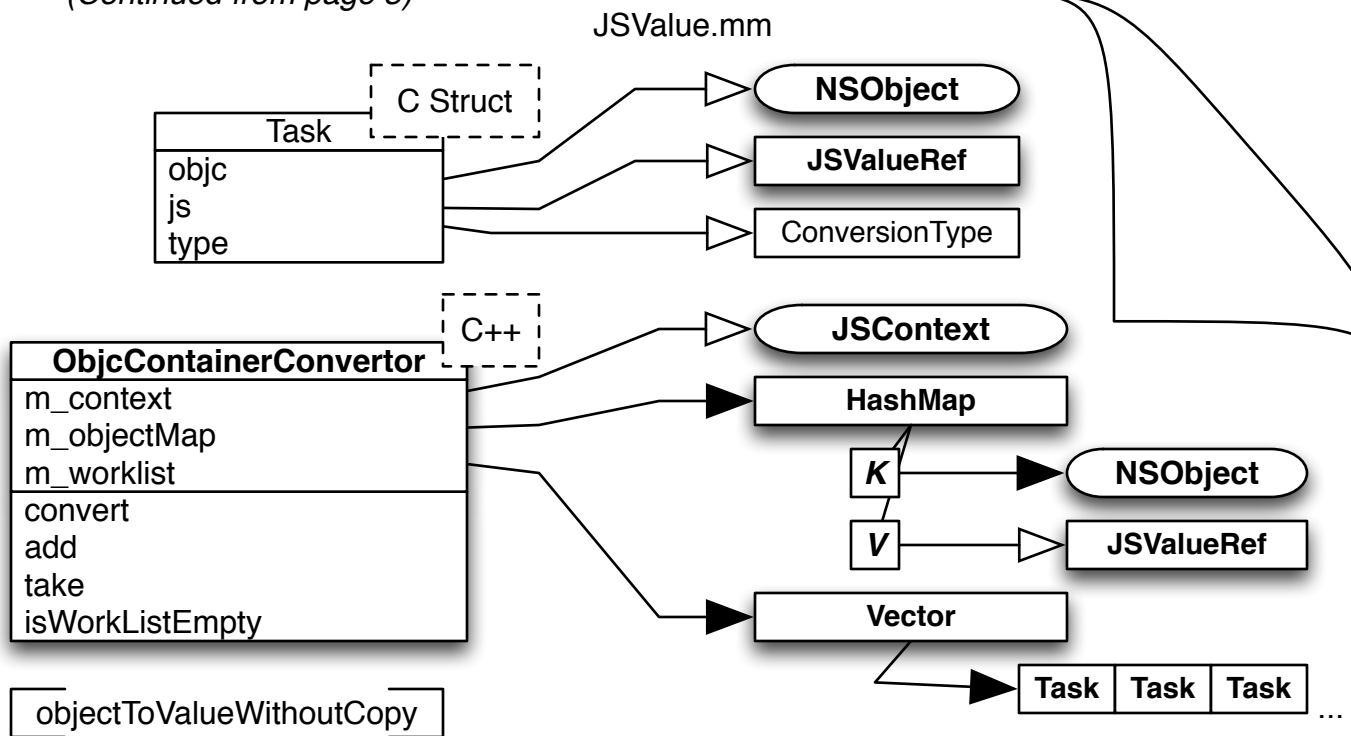 (Continued from page 3)
JSValue.mm
C Struct
Task
objc
js
type
NSObject
JSValueRef
ConversionType
C++
ObjcContainerConvertor
m_context
m_objectMap
m_worklist
convert
add
take
isWorkListEmpty
JSContext
HashMap
K
NSObject
V
JSValueRef
Vector
Task Task Task ...
objectToValueWithoutCopy